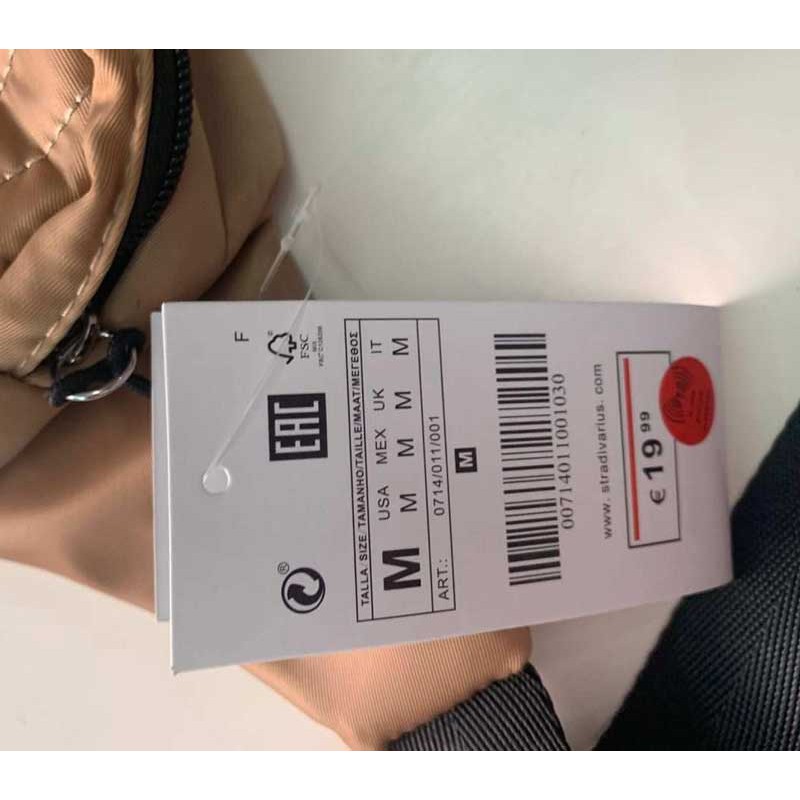 F
FSC
EAC
®
TALLA/SIZE/TAMANHO/TAILLE/MAAT/ΜΕΓΕΘΟΣ
M
USA MEX UK IT
M M M M
ART.: 0714/011/001
M
00714011001030
www.stradivarius.com
€ 19 99